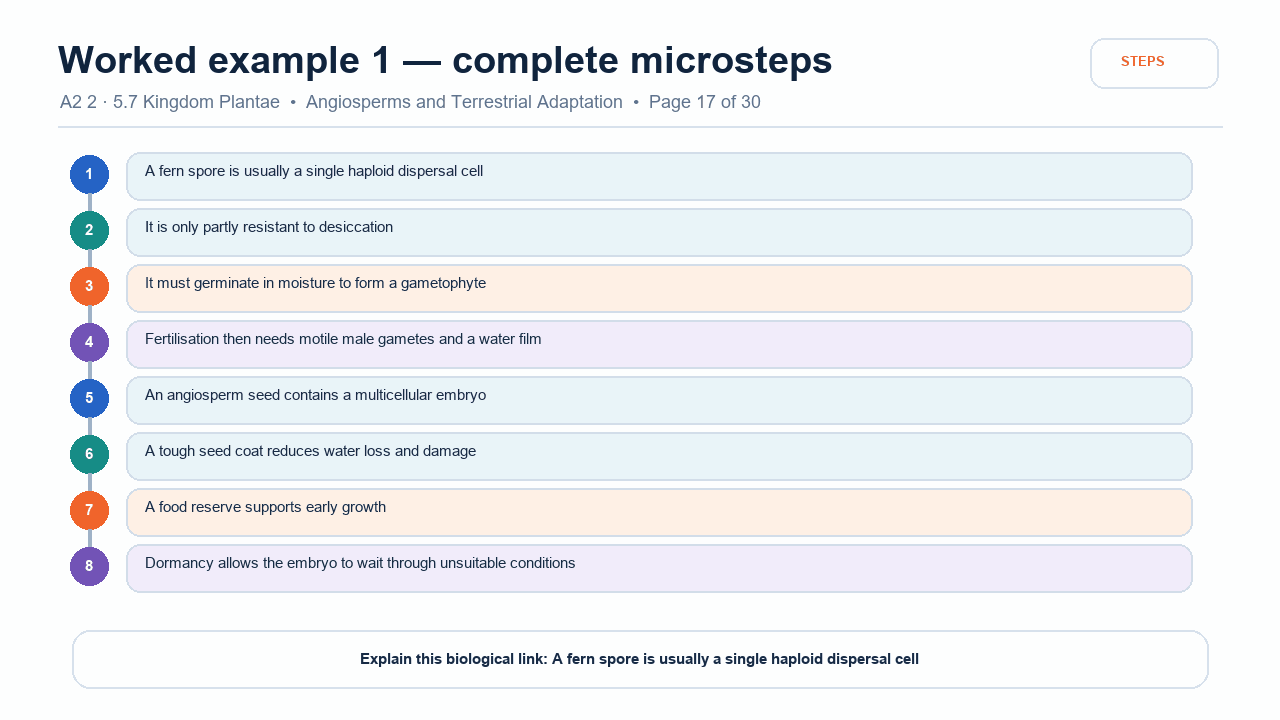 Worked example 1 — complete microsteps
STEPS
A2 2 · 5.7 Kingdom Plantae • Angiosperms and Terrestrial Adaptation • Page 17 of 30
1 A fern spore is usually a single haploid dispersal cell
2 It is only partly resistant to desiccation
3 It must germinate in moisture to form a gametophyte
4 Fertilisation then needs motile male gametes and a water film
5 An angiosperm seed contains a multicellular embryo
6 A tough seed coat reduces water loss and damage
7 A food reserve supports early growth
8 Dormancy allows the embryo to wait through unsuitable conditions
Explain this biological link: A fern spore is usually a single haploid dispersal cell